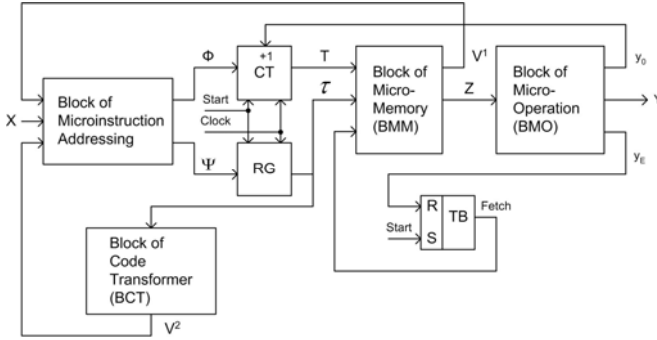 V¹
y₀
Φ
+1
CT
T
Block of
Micro-
Memory
(BMM)
Block of
Micro-
Operation
(BMO)
Start
τ
Z
Y
X
Block of
Microinstruction
Addressing
Clock
Ψ
RG
y_E
R
S
TB
Fetch
Start
Block of
Code
Transformer
(BCT)
V²